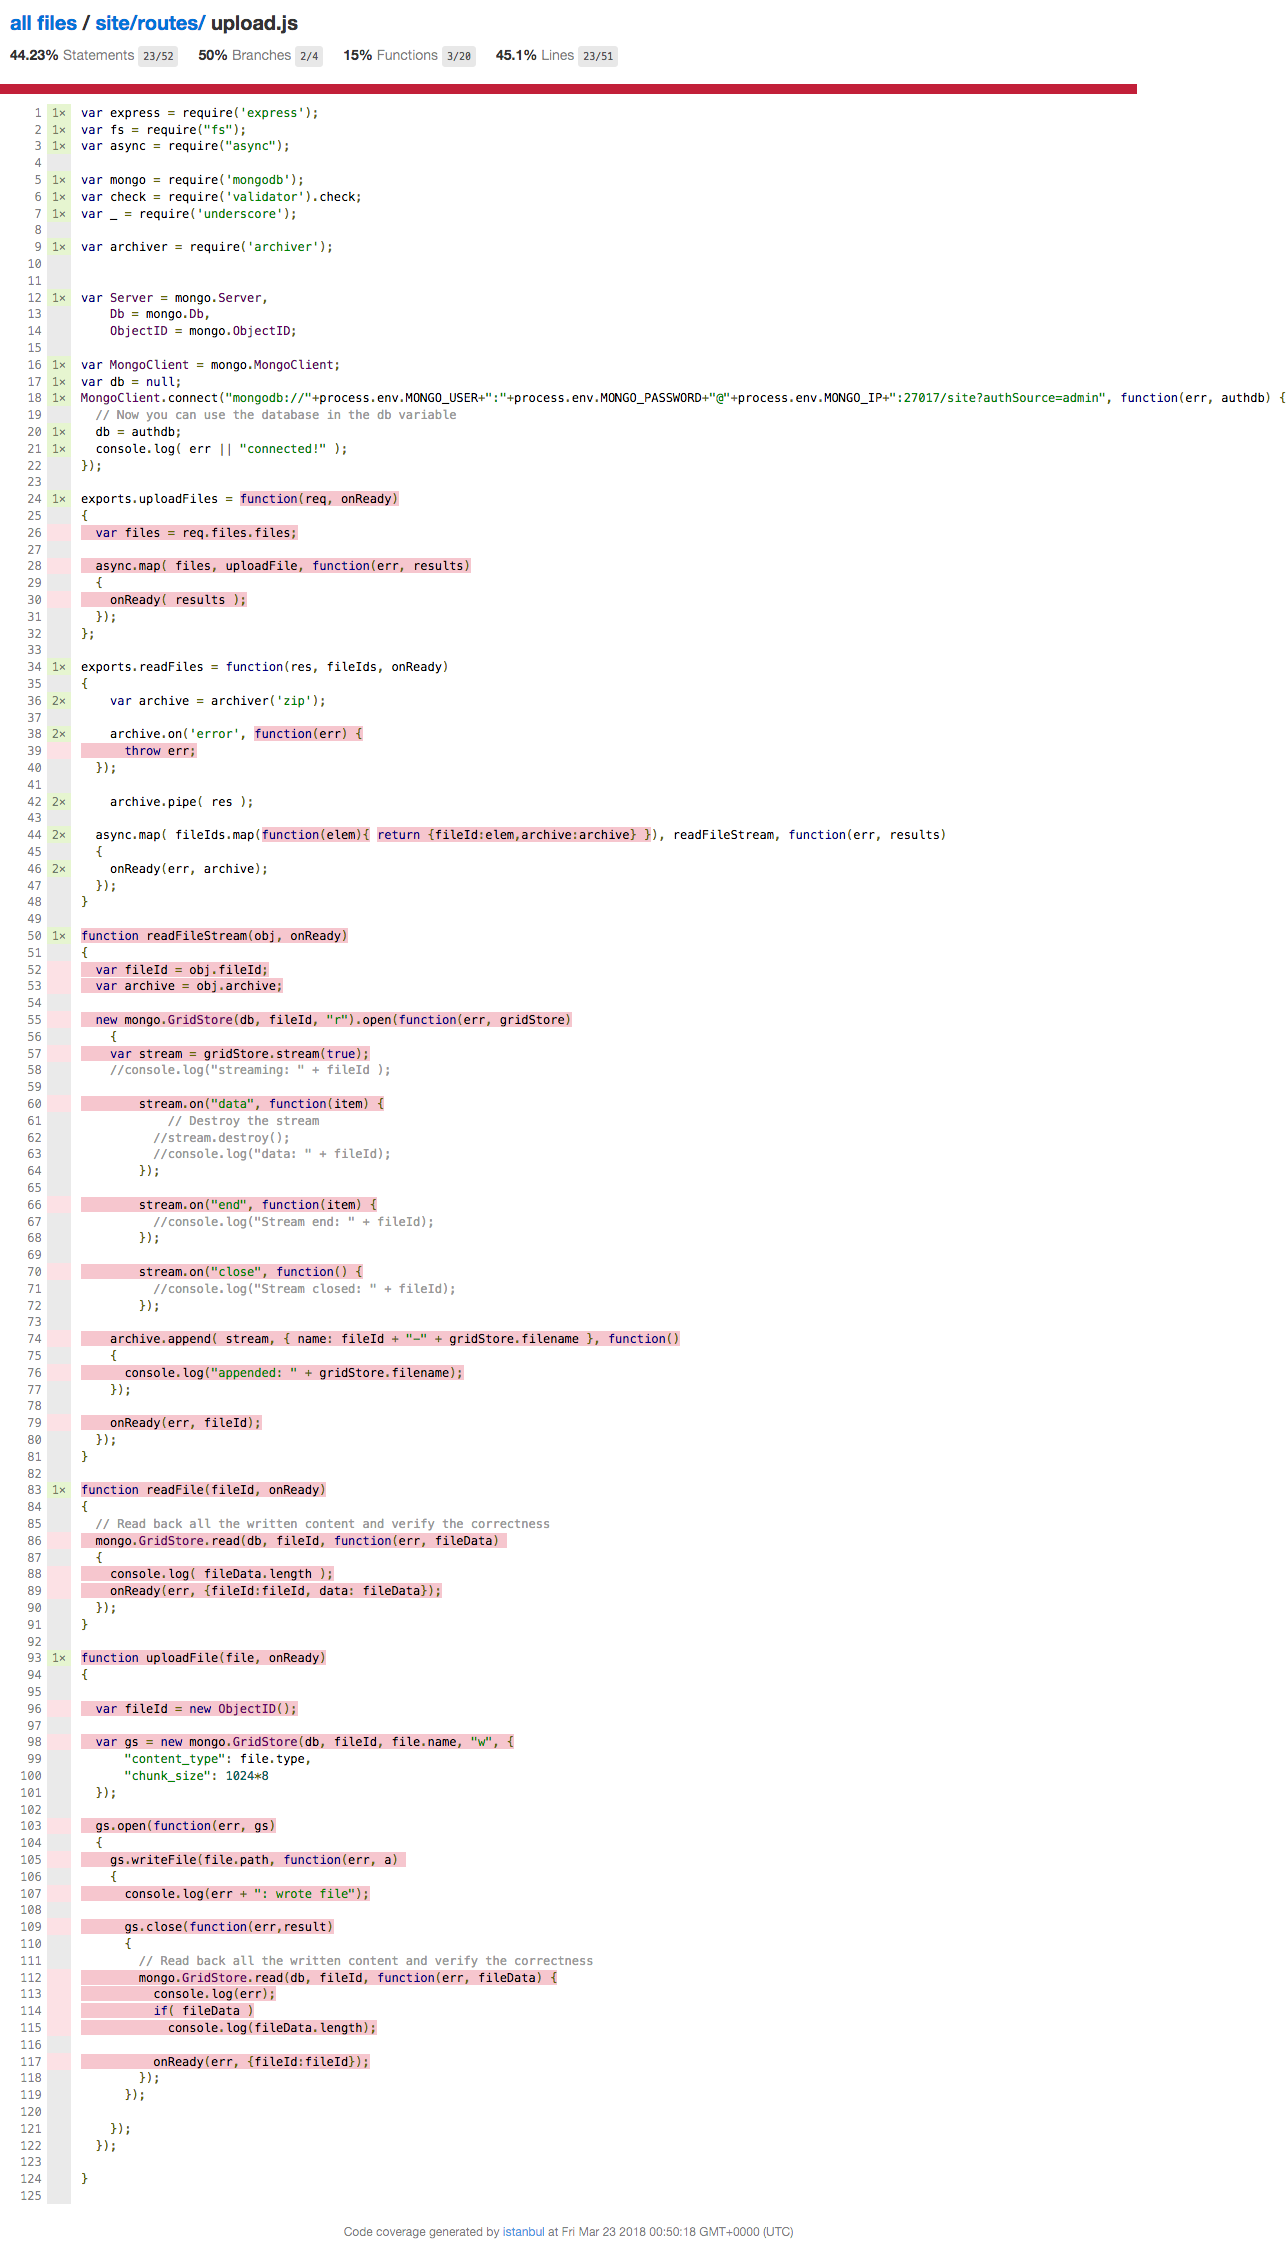 all files / site/routes/ upload.js
44.23% Statements 23/52 50% Branches 2/4 15% Functions 3/20 45.1% Lines 23/51
1 1× var express = require('express');
2 1× var fs = require("fs");
3 1× var async = require("async");
4
5 1× var mongo = require('mongodb');
6 1× var check = require('validator').check;
7 1× var _ = require('underscore');
8
9 1× var archiver = require('archiver');
10
11
12 1× var Server = mongo.Server,
13 Db = mongo.Db,
14 ObjectID = mongo.ObjectID;
15
16 1× var MongoClient = mongo.MongoClient;
17 1× var db = null;
18 1× MongoClient.connect("mongodb://"+process.env.MONGO_USER+":"+process.env.MONGO_PASSWORD+"@"+process.env.MONGO_IP+":27017/site?authSource=admin", function(err, authdb) {
19 // Now you can use the database in the db variable
20 1× db = authdb;
21 1× console.log( err || "connected!" );
22 });
23
24 1× exports.uploadFiles = function(req, onReady)
25 {
26 var files = req.files.files;
27
28 async.map( files, uploadFile, function(err, results)
29 {
30 onReady( results );
31 });
32 };
33
34 1× exports.readFiles = function(res, fileIds, onReady)
35 {
36 2× var archive = archiver('zip');
37
38 2× archive.on('error', function(err) {
39 throw err;
40 });
41
42 2× archive.pipe( res );
43
44 2× async.map( fileIds.map(function(elem){ return {fileId:elem,archive:archive} }), readFileStream, function(err, results)
45 {
46 2× onReady(err, archive);
47 });
48 }
49
50 1× function readFileStream(obj, onReady)
51 {
52 var fileId = obj.fileId;
53 var archive = obj.archive;
54
55 new mongo.GridStore(db, fileId, "r").open(function(err, gridStore)
56 {
57 var stream = gridStore.stream(true);
58 //console.log("streaming: " + fileId );
59
60 stream.on("data", function(item) {
61 // Destroy the stream
62 //stream.destroy();
63 //console.log("data: " + fileId);
64 });
65
66 stream.on("end", function(item) {
67 //console.log("Stream end: " + fileId);
68 });
69
70 stream.on("close", function() {
71 //console.log("Stream closed: " + fileId);
72 });
73
74 archive.append( stream, { name: fileId + "-" + gridStore.filename }, function()
75 {
76 console.log("appended: " + gridStore.filename);
77 });
78
79 onReady(err, fileId);
80 });
81 }
82
83 1× function readFile(fileId, onReady)
84 {
85 // Read back all the written content and verify the correctness
86 mongo.GridStore.read(db, fileId, function(err, fileData)
87 {
88 console.log( fileData.length );
89 onReady(err, {fileId:fileId, data: fileData});
90 });
91 }
92
93 1× function uploadFile(file, onReady)
94 {
95
96 var fileId = new ObjectID();
97
98 var gs = new mongo.GridStore(db, fileId, file.name, "w", {
99 "content_type": file.type,
100 "chunk_size": 1024*8
101 });
102
103 gs.open(function(err, gs)
104 {
105 gs.writeFile(file.path, function(err, a)
106 {
107 console.log(err + ": wrote file");
108
109 gs.close(function(err,result)
110 {
111 // Read back all the written content and verify the correctness
112 mongo.GridStore.read(db, fileId, function(err, fileData) {
113 console.log(err);
114 if( fileData )
115 console.log(fileData.length);
116
117 onReady(err, {fileId:fileId});
118 });
119 });
120
121 });
122 });
123
124 }
125
Code coverage generated by istanbul at Fri Mar 23 2018 00:50:18 GMT+0000 (UTC)